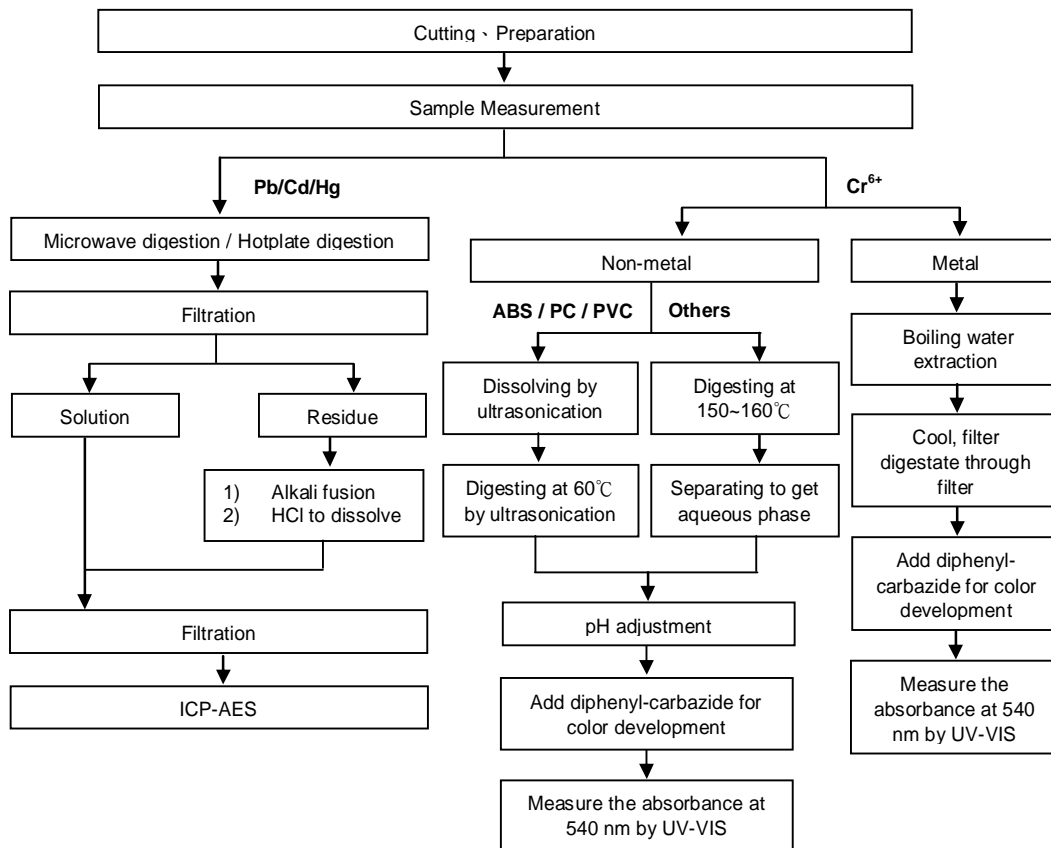 Cutting、Preparation
Sample Measurement
Pb/Cd/Hg
Microwave digestion / Hotplate digestion
Filtration
Solution
Residue
1) Alkali fusion
2) HCl to dissolve
Filtration
ICP-AES
Cr6+
Non-metal
ABS / PC / PVC
Others
Dissolving by
ultrasonication
Digesting at 60℃
by ultrasonication
Digesting at
150~160℃
Separating to get
aqueous phase
pH adjustment
Add diphenyl-carbazide for
color development
Measure the absorbance at
540 nm by UV-VIS
Metal
Boiling water
extraction
Cool, filter
digestate through
filter
Add diphenyl-
carbazide for color
development
Measure the
absorbance at 540
nm by UV-VIS